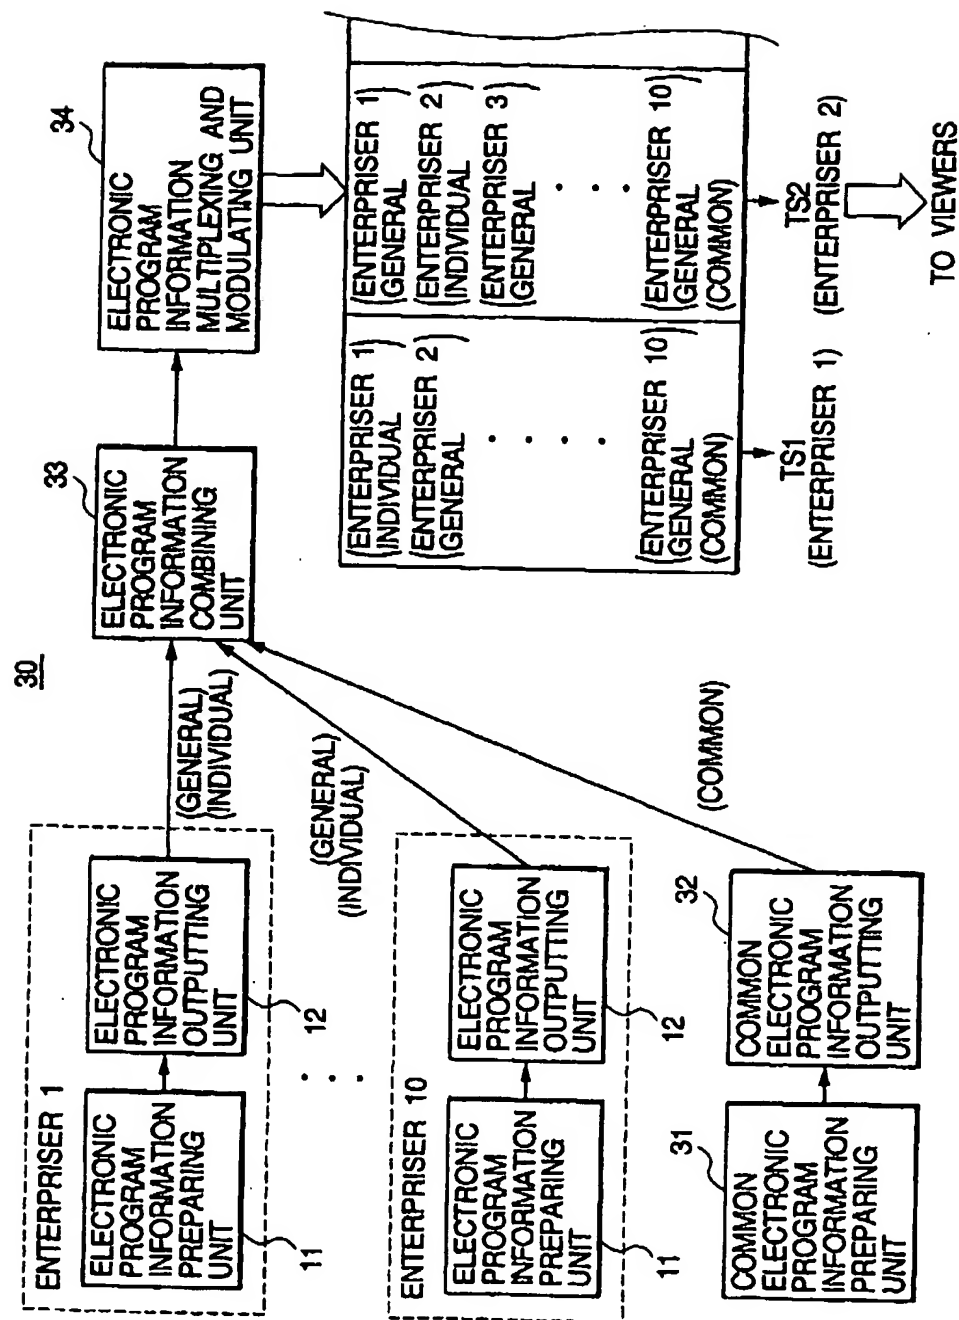 30
ENTERPRISER 1
ELECTRONIC
PROGRAM
INFORMATION
PREPARING
UNIT
11
ELECTRONIC
PROGRAM
INFORMATION
OUTPUTTING
UNIT
12
(GENERAL)
(INDIVIDUAL)
ENTERPRISER 10
ELECTRONIC
PROGRAM
INFORMATION
PREPARING
UNIT
11
ELECTRONIC
PROGRAM
INFORMATION
OUTPUTTING
UNIT
12
(GENERAL)
(INDIVIDUAL)
31
COMMON
ELECTRONIC
PROGRAM
INFORMATION
PREPARING
UNIT
32
COMMON
ELECTRONIC
PROGRAM
INFORMATION
OUTPUTTING
UNIT
(COMMON)
33
ELECTRONIC
PROGRAM
INFORMATION
COMBINING
UNIT
34
ELECTRONIC
PROGRAM
INFORMATION
MULTIPLEXING AND
MODULATING UNIT
(ENTERPRISER 1)
(INDIVIDUAL)
(ENTERPRISER 2)
(GENERAL)
(ENTERPRISER 10)
(GENERAL)
(COMMON)
TS1
(ENTERPRISER 1)
(ENTERPRISER 1)
(GENERAL)
(ENTERPRISER 2)
(INDIVIDUAL)
(ENTERPRISER 3)
(GENERAL)
(ENTERPRISER 10)
(GENERAL)
(COMMON)
TS2
(ENTERPRISER 2)
TO VIEWERS